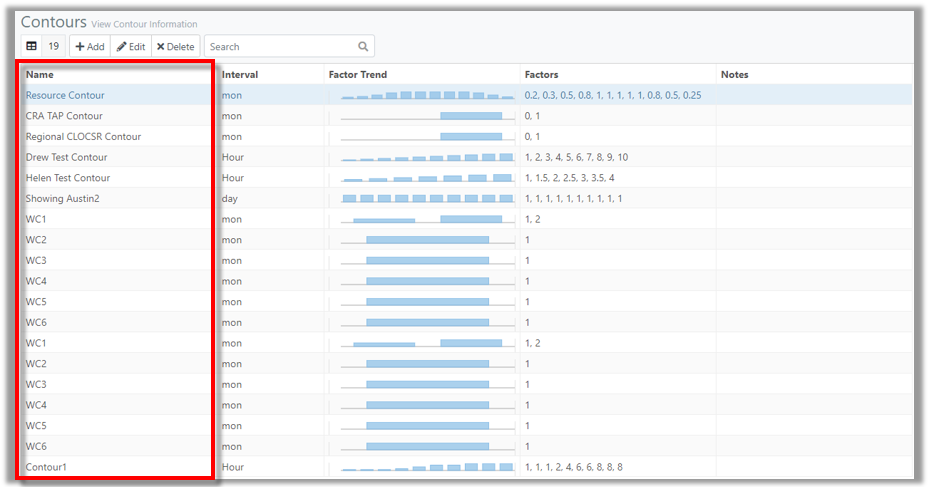 Contours View Contour Information
19 Add Edit Delete Search
Name Interval Factor Trend Factors Notes
Resource Contour mon 0.2, 0.3, 0.5, 0.8, 1, 1, 1, 1, 1, 0.8, 0.5, 0.25
CRA TAP Contour mon 0, 1
Regional CLOCSR Contour mon 0, 1
Drew Test Contour Hour 1, 2, 3, 4, 5, 6, 7, 8, 9, 10
Helen Test Contour Hour 1, 1.5, 2, 2.5, 3, 3.5, 4
Showing Austin2 day 1, 1, 1, 1, 1, 1, 1, 1, 1, 1
WC1 mon 1, 2
WC2 mon 1
WC3 mon 1
WC4 mon 1
WC5 mon 1
WC6 mon 1
WC1 mon 1, 2
WC2 mon 1
WC3 mon 1
WC4 mon 1
WC5 mon 1
WC6 mon 1
Contour1 Hour 1, 1, 1, 2, 4, 6, 6, 8, 8, 8